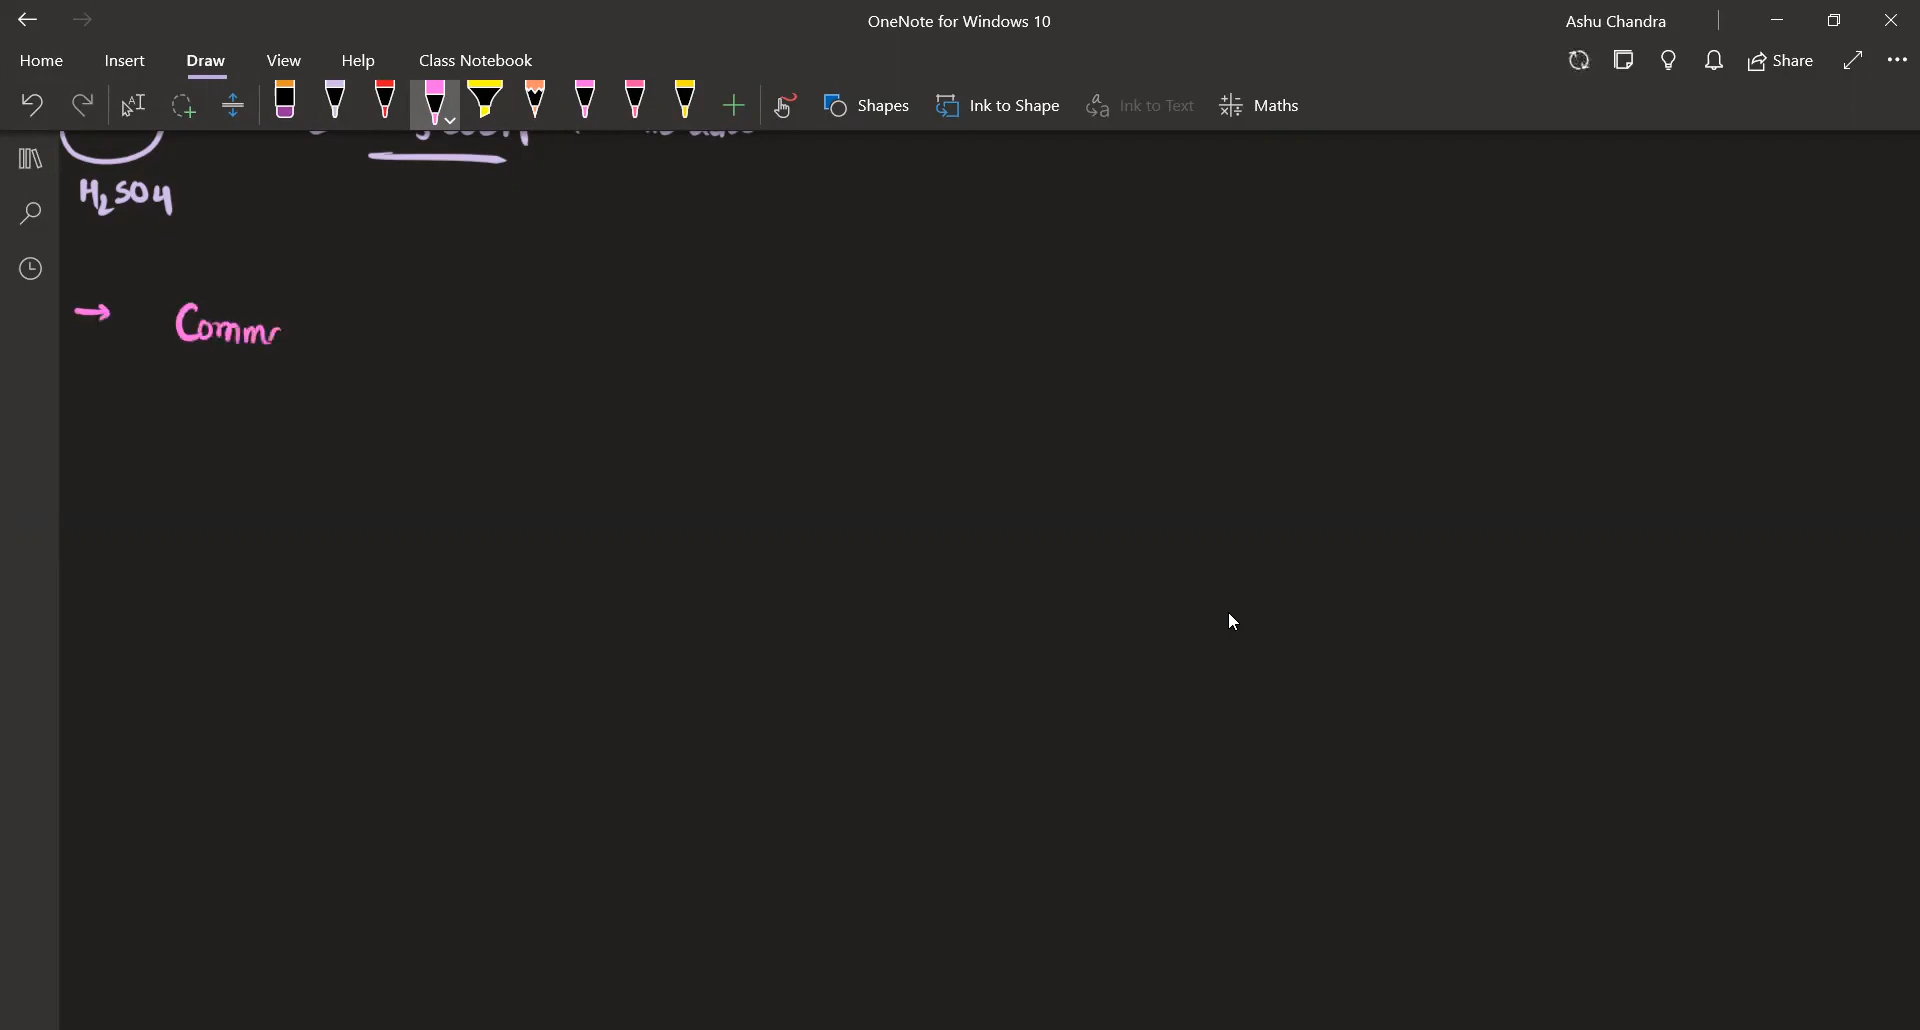 OneNote for Windows 10
Ashu Chandra
Home Insert Draw View Help Class Notebook
Share
Shapes Ink to Shape Ink to Text Maths
H₂SO4
→ Comm